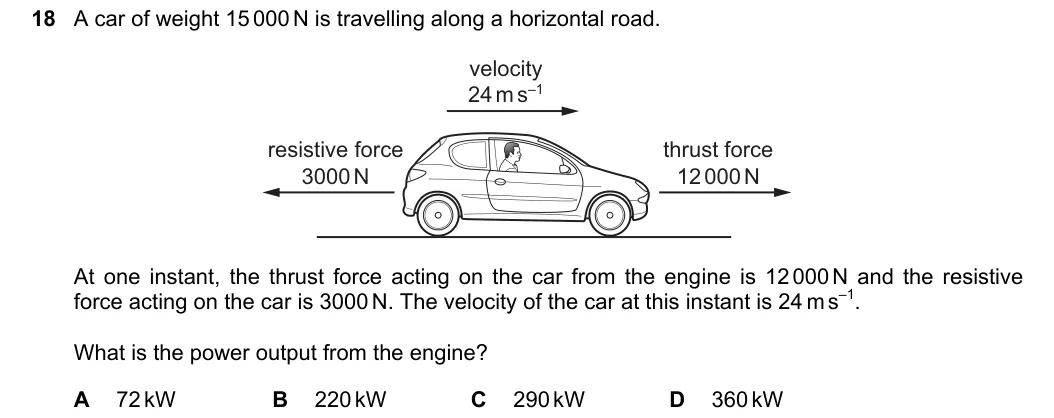 18 A car of weight 15 000 N is travelling along a horizontal road.
velocity
24 m s⁻¹
resistive force
3000 N
thrust force
12 000 N
At one instant, the thrust force acting on the car from the engine is 12 000 N and the resistive
force acting on the car is 3000 N. The velocity of the car at this instant is 24 m s⁻¹.
What is the power output from the engine?
A 72 kW B 220 kW C 290 kW D 360 kW